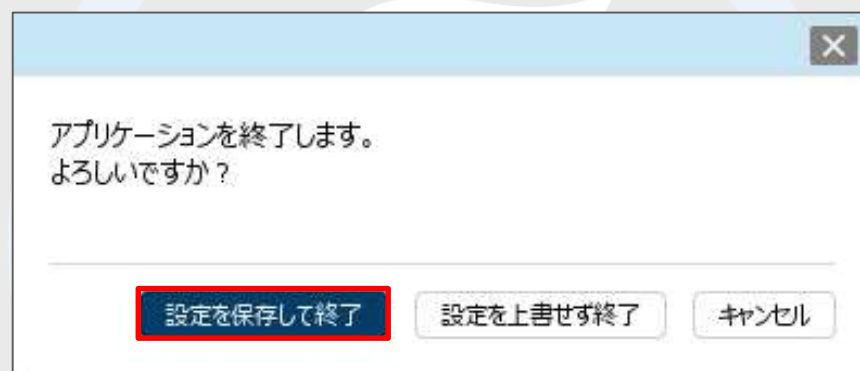 アプリケーションを終了します。
よろしいですか？
設定を保存して終了
設定を上書せず終了
キャンセル